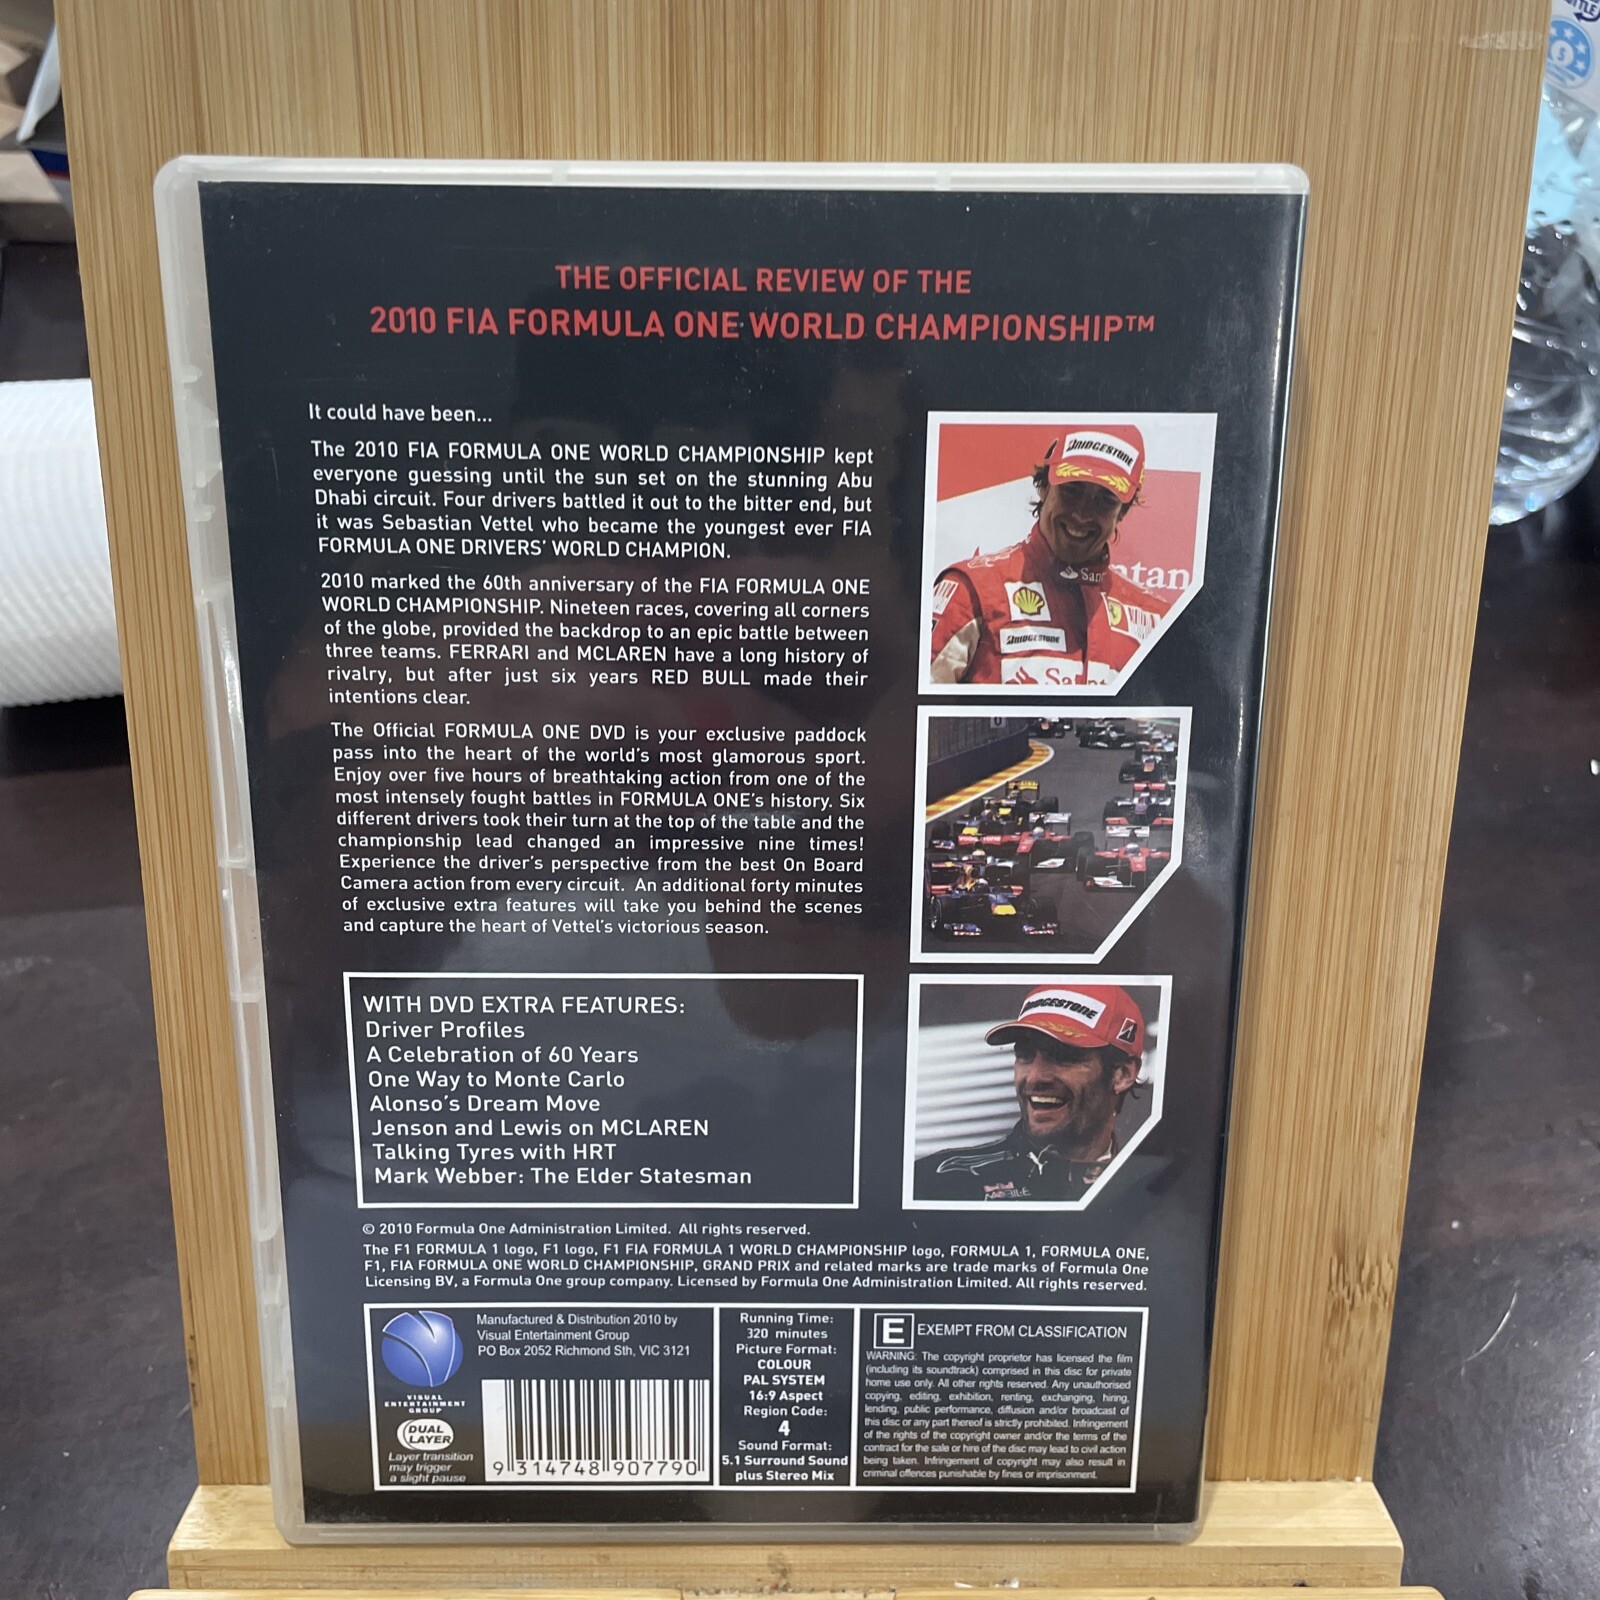 THE OFFICIAL REVIEW OF THE
2010 FIA FORMULA ONE WORLD CHAMPIONSHIP™
It could have been...
The 2010 FIA FORMULA ONE WORLD CHAMPIONSHIP kept
everyone guessing until the sun set on the stunning Abu
Dhabi circuit. Four drivers battled it out to the bitter end, but
it was Sebastian Vettel who became the youngest ever FIA
FORMULA ONE DRIVERS' WORLD CHAMPION.
2010 marked the 60th anniversary of the FIA FORMULA ONE
WORLD CHAMPIONSHIP. Nineteen races, covering all corners
of the globe, provided the backdrop to an epic battle between
three teams. FERRARI and MCLAREN have a long history of
rivalry, but after just six years RED BULL made their
intentions clear.
The Official FORMULA ONE DVD is your exclusive paddock
pass into the heart of the world's most glamorous sport.
Enjoy over five hours of breathtaking action from one of the
most intensely fought battles in FORMULA ONE's history. Six
different drivers took their turn at the top of the table and the
championship lead changed an impressive nine times!
Experience the driver's perspective from the best On Board
Camera action from every circuit. An additional forty minutes
of exclusive extra features will take you behind the scenes
and capture the heart of Vettel's victorious season.
BRIDGESTONE
Sant
ntan
BRIDGESTONE
Sant
BRIDGESTONE
WITH DVD EXTRA FEATURES:
Driver Profiles
A Celebration of 60 Years
One Way to Monte Carlo
Alonso's Dream Move
Jenson and Lewis on MCLAREN
Talking Tyres with HRT
Mark Webber: The Elder Statesman
© 2010 Formula One Administration Limited. All rights reserved.
The F1 FORMULA 1 logo, F1 logo, F1 FIA FORMULA 1 WORLD CHAMPIONSHIP logo, FORMULA 1, FORMULA ONE,
F1, FIA FORMULA ONE WORLD CHAMPIONSHIP, GRAND PRIX and related marks are trade marks of Formula One
Licensing BV, a Formula One group company. Licensed by Formula One Administration Limited. All rights reserved.
VISUAL
ENTERTAINMENT
GROUP
DUAL
LAYER
Layer transition
may trigger
a slight pause
Manufactured & Distribution 2010 by
Visual Entertainment Group
PO Box 2052 Richmond Sth, VIC 3121
9 314748 907790
Running Time:
320 minutes
Picture Format:
COLOUR
PAL SYSTEM
16:9 Aspect
Region Code:
4
Sound Format:
5.1 Surround Sound
plus Stereo Mix
E EXEMPT FROM CLASSIFICATION
WARNING: The copyright proprietor has licensed the film
(including its soundtrack) comprised in this disc for private
home use only. All other rights reserved. Any unauthorised
copying, editing, exhibition, renting, exchanging, hiring,
lending, public performance, diffusion and/or broadcast of
this disc or any part thereof is strictly prohibited. Infringement
of the rights of the copyright owner and/or the terms of the
contract for the sale or hire of the disc may lead to civil action
being taken. Infringement of copyright may also result in
criminal offences punishable by fines or imprisonment.